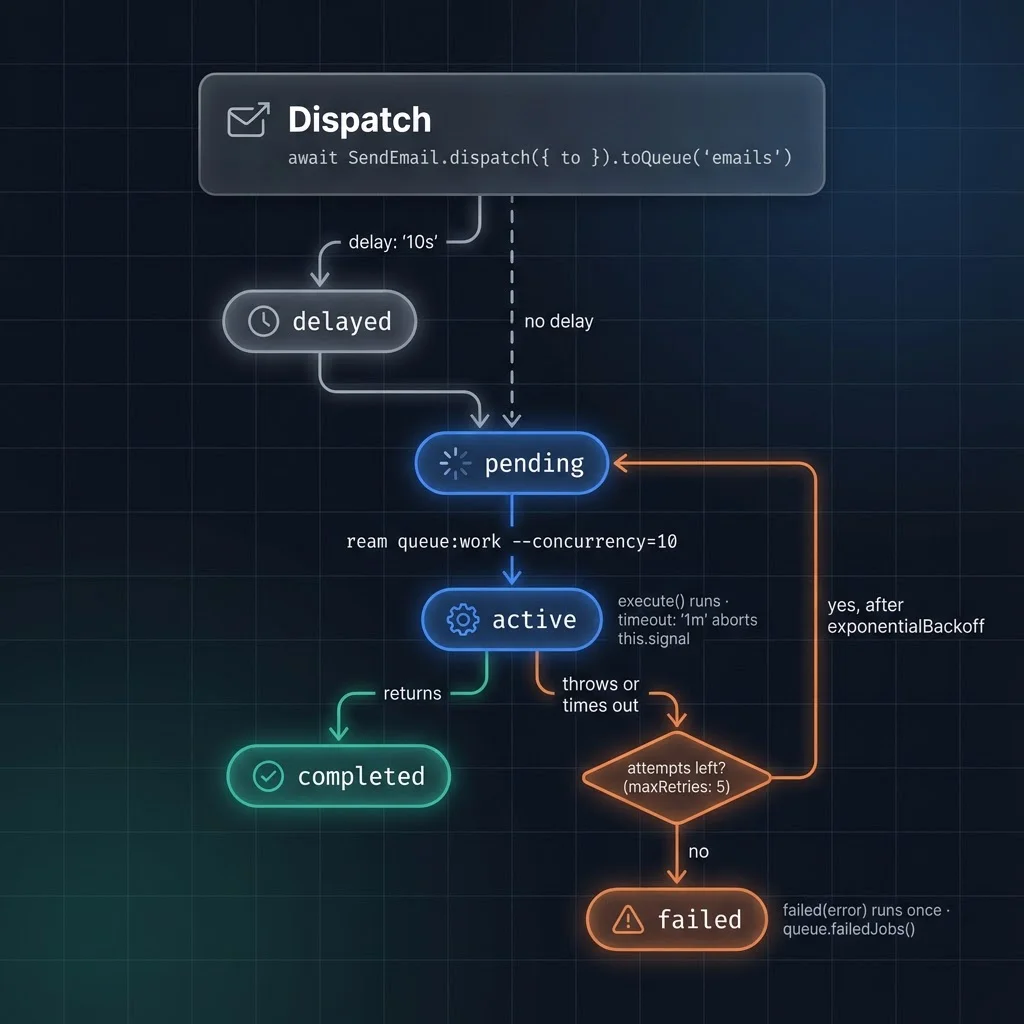 Dispatch
await SendEmail.dispatch({ to }).toQueue(‘emails’)
delay: ‘10s’
delayed
no delay
pending
ream queue:work --concurrency=10
active
execute() runs ·
timeout: ‘1m’ aborts
this.signal
yes, after
exponentialBackoff
returns
throws or
times out
completed
attempts left?
(maxRetries: 5)
no
failed
failed(error) runs once ·
queue.failedJobs()